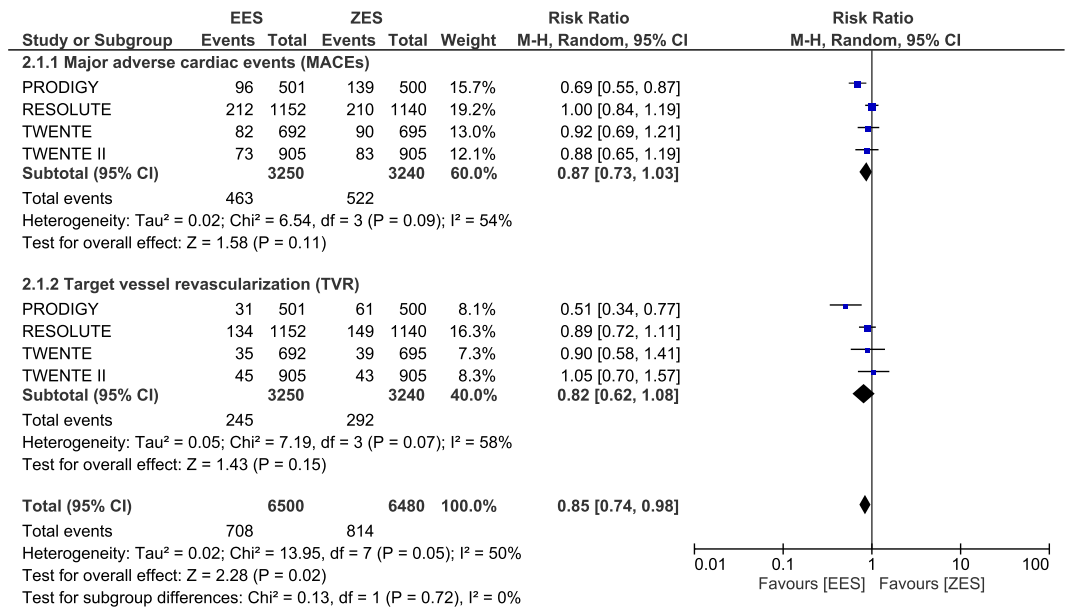 EES ZES Risk Ratio Risk Ratio
Study or Subgroup Events Total Events Total Weight M-H, Random, 95% CI M-H, Random, 95% CI
2.1.1 Major adverse cardiac events (MACEs)
PRODIGY 96 501 139 500 15.7% 0.69 [0.55, 0.87]
RESOLUTE 212 1152 210 1140 19.2% 1.00 [0.84, 1.19]
TWENTE 82 692 90 695 13.0% 0.92 [0.69, 1.21]
TWENTE II 73 905 83 905 12.1% 0.88 [0.65, 1.19]
Subtotal (95% CI) 3250 3240 60.0% 0.87 [0.73, 1.03]
Total events 463 522
Heterogeneity: Tau² = 0.02; Chi² = 6.54, df = 3 (P = 0.09); I² = 54%
Test for overall effect: Z = 1.58 (P = 0.11)
2.1.2 Target vessel revascularization (TVR)
PRODIGY 31 501 61 500 8.1% 0.51 [0.34, 0.77]
RESOLUTE 134 1152 149 1140 16.3% 0.89 [0.72, 1.11]
TWENTE 35 692 39 695 7.3% 0.90 [0.58, 1.41]
TWENTE II 45 905 43 905 8.3% 1.05 [0.70, 1.57]
Subtotal (95% CI) 3250 3240 40.0% 0.82 [0.62, 1.08]
Total events 245 292
Heterogeneity: Tau² = 0.05; Chi² = 7.19, df = 3 (P = 0.07); I² = 58%
Test for overall effect: Z = 1.43 (P = 0.15)
Total (95% CI) 6500 6480 100.0% 0.85 [0.74, 0.98]
Total events 708 814
Heterogeneity: Tau² = 0.02; Chi² = 13.95, df = 7 (P = 0.05); I² = 50%
Test for overall effect: Z = 2.28 (P = 0.02)
Test for subgroup differences: Chi² = 0.13, df = 1 (P = 0.72), I² = 0%
0.01 0.1 1 10 100
Favours [EES] Favours [ZES]